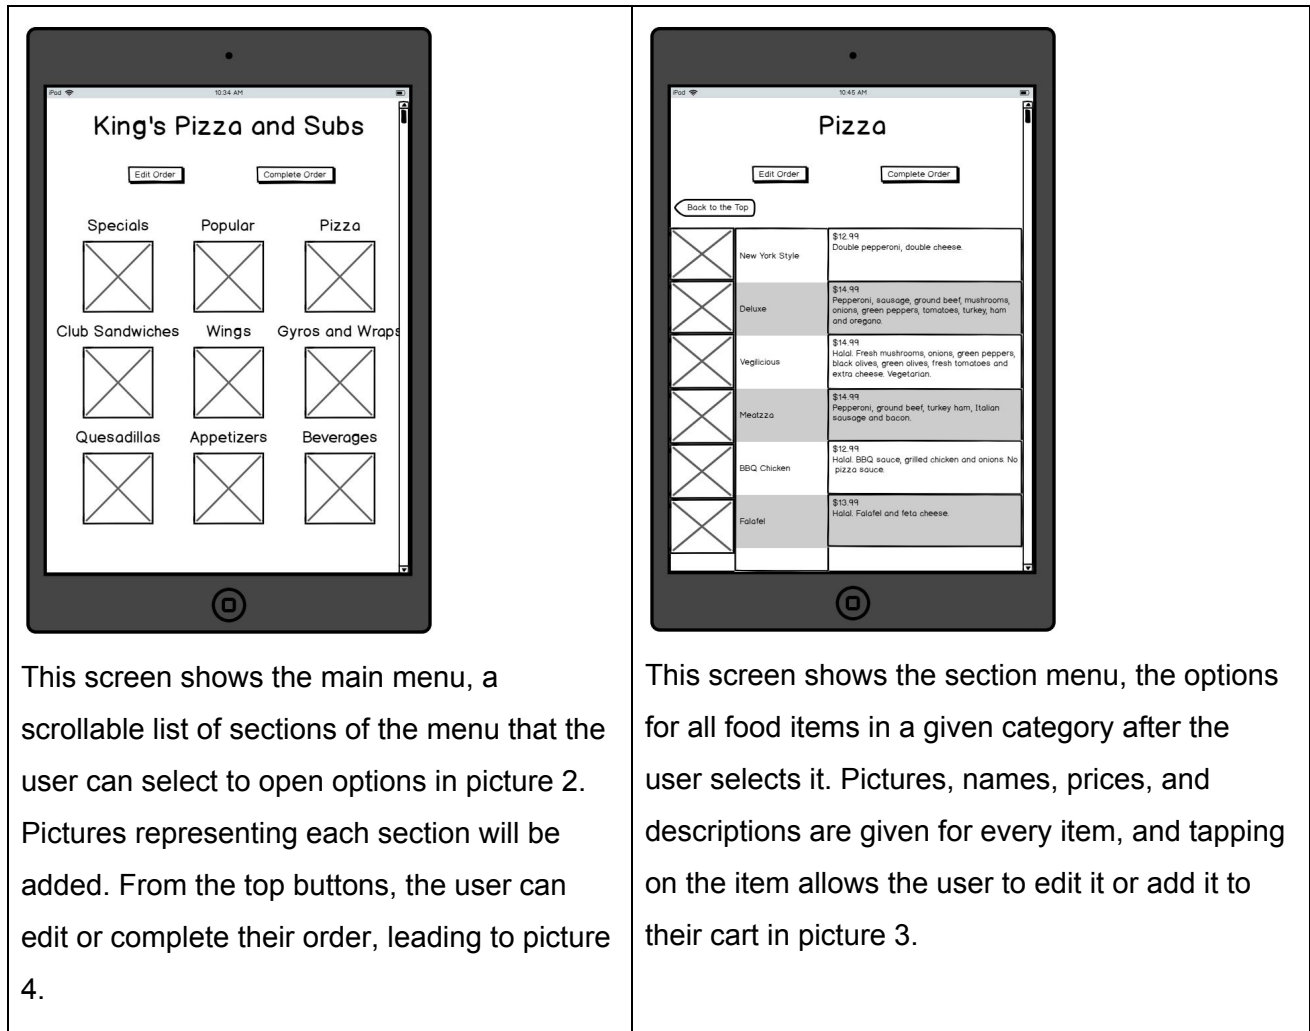 iPad
10:34 AM
King's Pizza and Subs
Edit Order
Complete Order
Specials
Popular
Pizza
Club Sandwiches
Wings
Gyros and Wraps
Quesadillas
Appetizers
Beverages
This screen shows the main menu, a
scrollable list of sections of the menu that the
user can select to open options in picture 2.
Pictures representing each section will be
added. From the top buttons, the user can
edit or complete their order, leading to picture
4.
iPad
10:45 AM
Pizza
Edit Order
Complete Order
Back to the Top
New York Style
$12.99
Double pepperoni, double cheese.
Deluxe
$14.99
Pepperoni, sausage, ground beef, mushrooms,
onions, green peppers, tomatoes, turkey, ham
and oregano.
Vegilicious
$14.99
Halal. Fresh mushrooms, onions, green peppers,
black olives, green olives, fresh tomatoes and
extra cheese. Vegetarian.
Meatzza
$14.99
Pepperoni, ground beef, turkey ham, Italian
sausage and bacon.
BBQ Chicken
$12.99
Halal. BBQ sauce, grilled chicken and onions. No
pizza sauce.
Falafel
$13.99
Halal. Falafel and feta cheese.
This screen shows the section menu, the options
for all food items in a given category after the
user selects it. Pictures, names, prices, and
descriptions are given for every item, and tapping
on the item allows the user to edit it or add it to
their cart in picture 3.